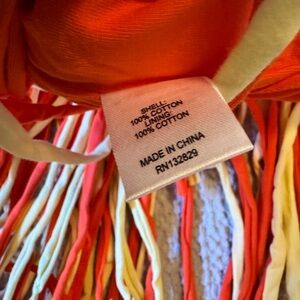 SHELL:
100% COTTON
LINING:
100% COTTON
MADE IN CHINA
RN132829